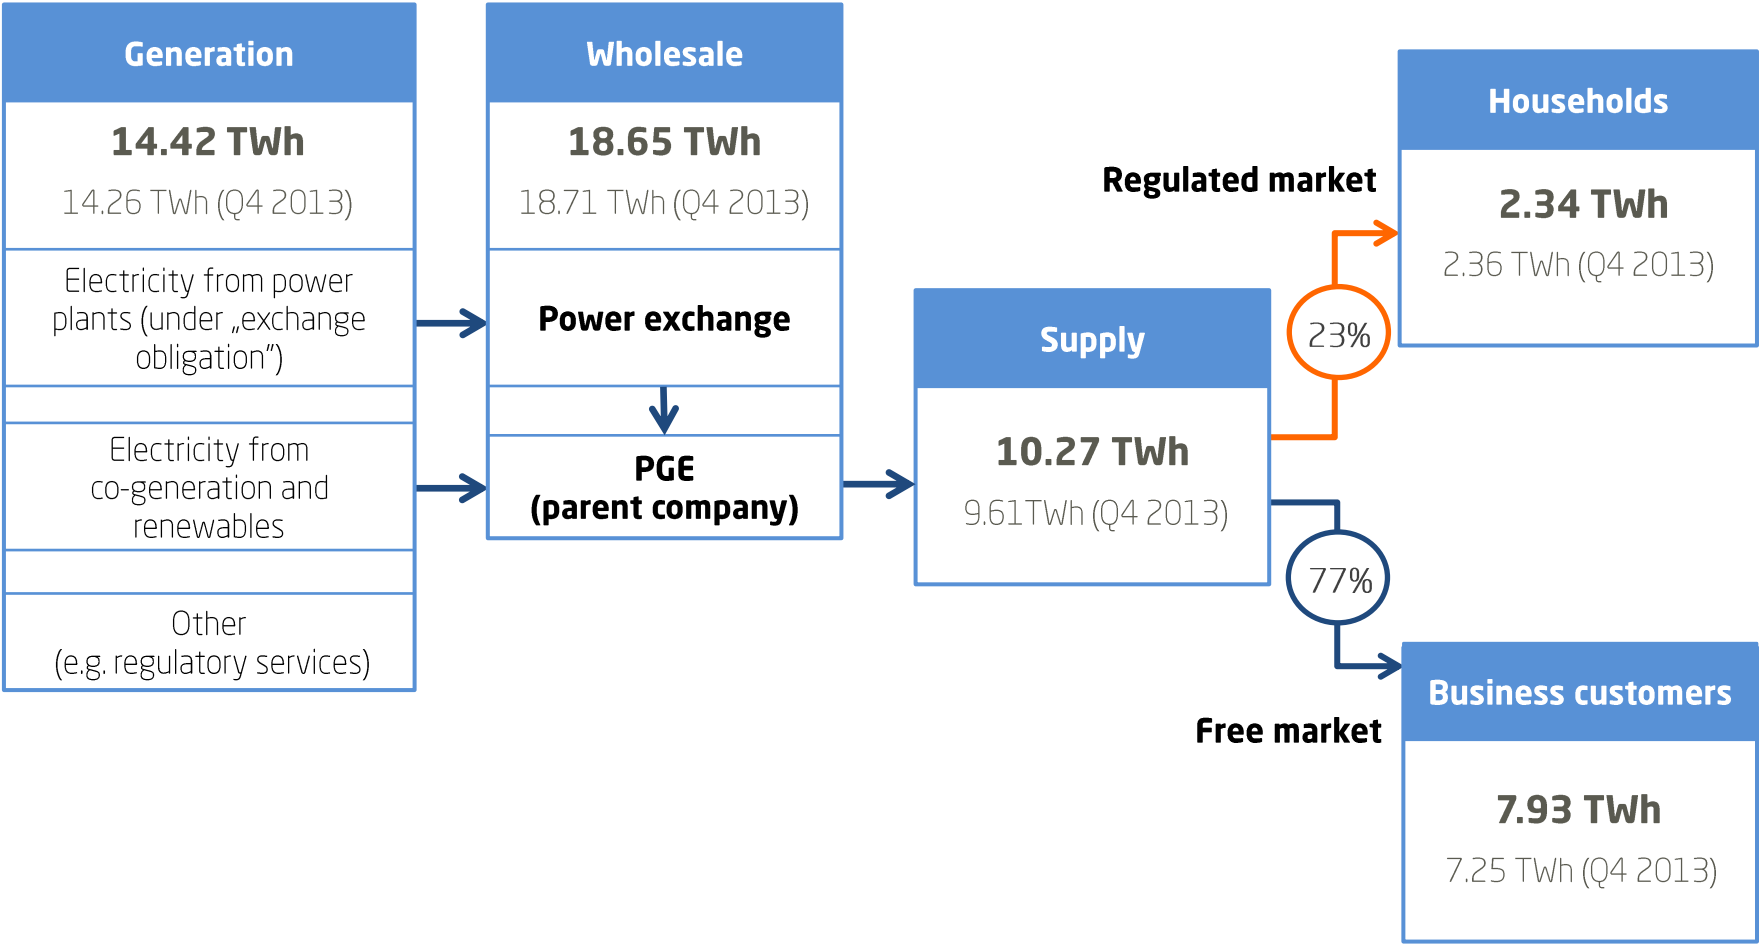 Generation
14.42 TWh
14.26 TWh (Q4 2013)
Electricity from power
plants (under „exchange
obligation”)
Electricity from
co-generation and
renewables
Other
(e.g. regulatory services)
Wholesale
18.65 TWh
18.71 TWh (Q4 2013)
Power exchange
PGE
(parent company)
Supply
10.27 TWh
9.61TWh (Q4 2013)
Regulated market
23%
Households
2.34 TWh
2.36 TWh (Q4 2013)
77%
Free market
Business customers
7.93 TWh
7.25 TWh (Q4 2013)